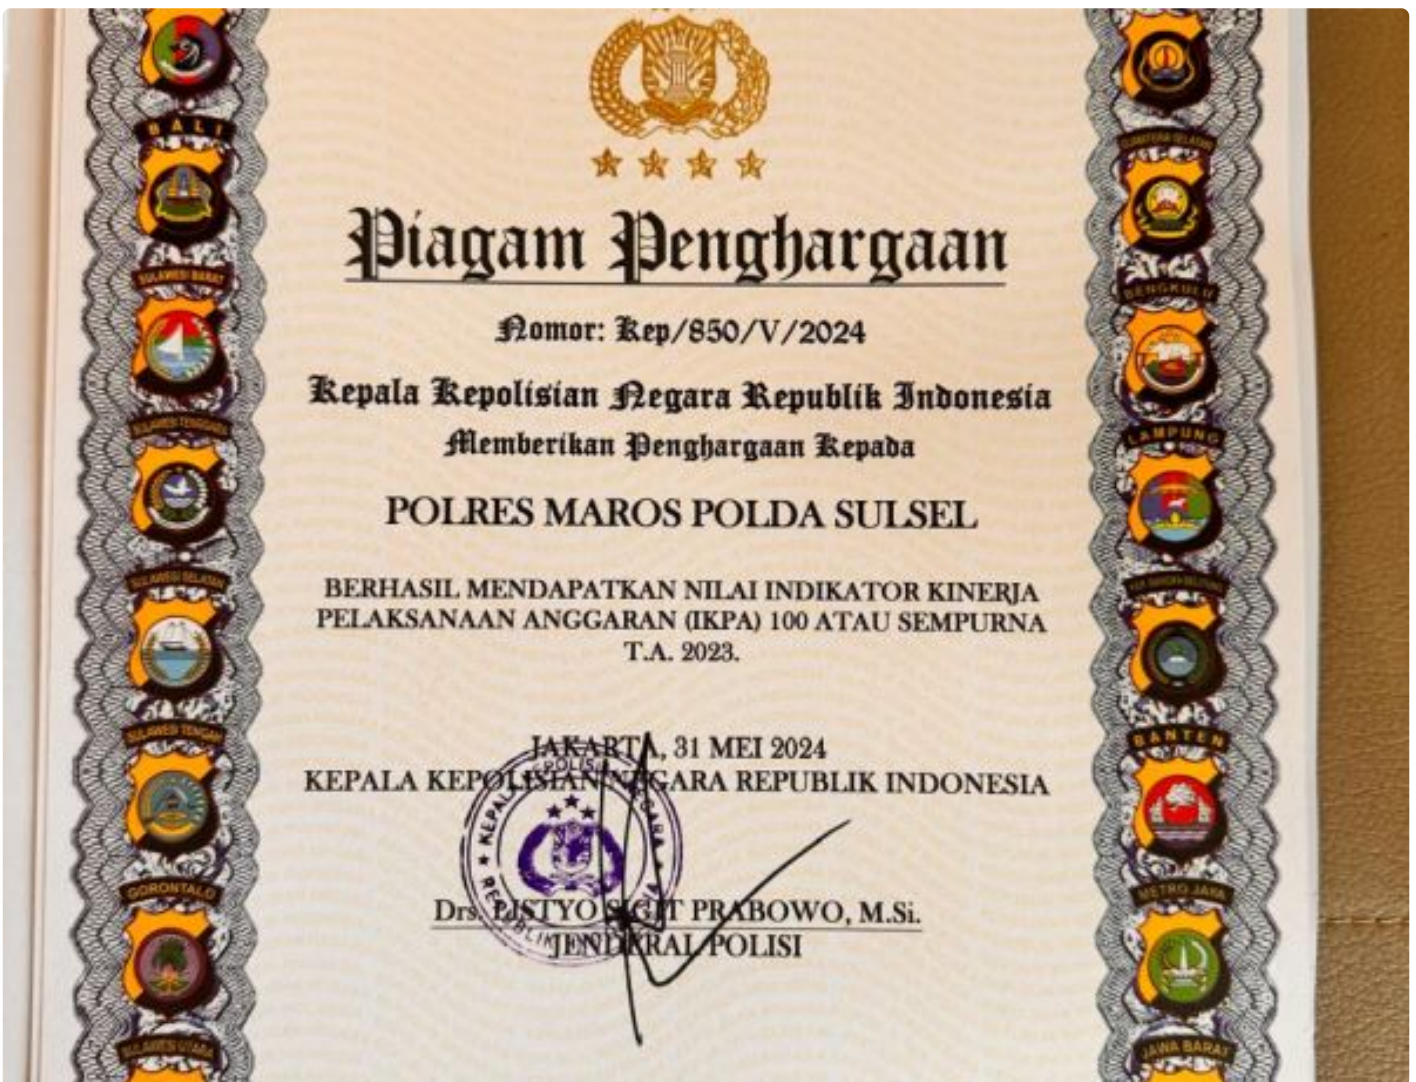 Piagam Penghargaan
Nomor: Kep/850/V/2024
Kepala Kepolisian Negara Republik Indonesia
Memberikan Penghargaan Kepada
POLRES MAROS POLDA SULSEL
BERHASIL MENDAPATKAN NILAI INDIKATOR KINERJA
PELAKSANAAN ANGGARAN (IKPA) 100 ATAU SEMPURNA
T.A. 2023.
JAKARTA, 31 MEI 2024
KEPALA KEPOLISIAN NEGARA REPUBLIK INDONESIA
Drs. LISTYO SIGIT PRABOWO, M.Si.
JENDERAL POLISI
BALI
SULAWESI BARAT
SULAWESI TENGGARA
SULAWESI SELATAN
SULAWESI TENGAH
GORONTALO
SULAWESI UTARA
SUMATERA SELATAN
BENGKULU
LAMPUNG
BANTEN
METRO JAYA
JAWA BARAT